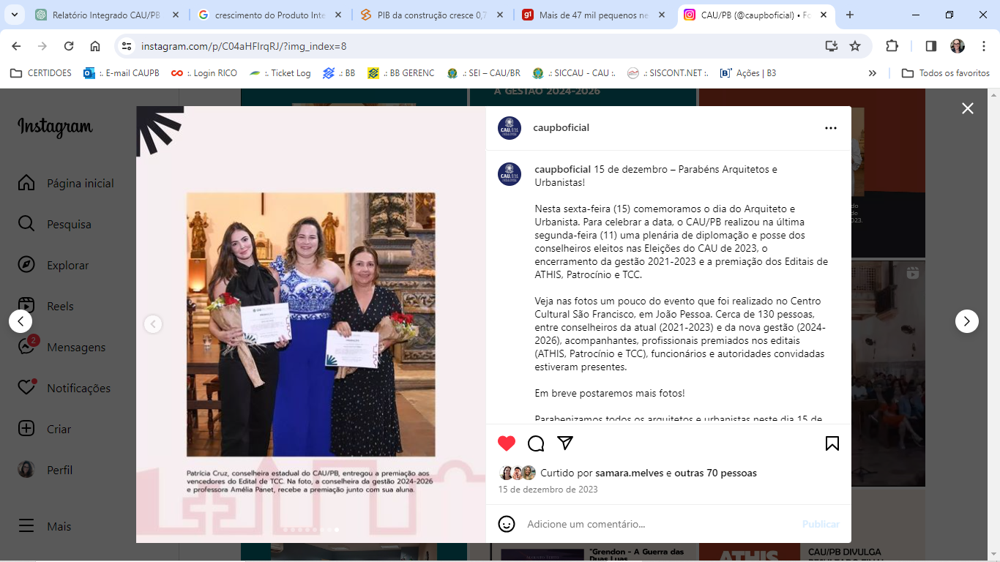 Relatório Integrado CAU/PB
crescimento do Produto Inte
PIB da construção cresce 0,7
Mais de 47 mil pequenos ne
CAU/PB (@caupboficial) • Fo
instagram.com/p/C04aHFIrqRJ/?img_index=8
CERTIDOES
:. E-mail CAUPB
:. Login RICO
:. Ticket Log
.: BB
.: BB GERENC
.: SEI – CAU/BR
.: SICCAU - CAU :.
.: SISCONT.NET :.
Ações | B3
Todos os favoritos
A GESTÃO 2024-2026
Instagram
Página inicial
Pesquisa
Explorar
Reels
2
Mensagens
Notificações
Criar
Perfil
Mais
Patrícia Cruz, conselheira estadual do CAU/PB, entregou a premiação aos
vencedores do Edital de TCC. Na foto, a conselheira da gestão 2024-2026
e professora Amélia Panet, recebe a premiação junto com sua aluna.
caupboficial
caupboficial 15 de dezembro – Parabéns Arquitetos e
Urbanistas!
Nesta sexta-feira (15) comemoramos o dia do Arquiteto e
Urbanista. Para celebrar a data, o CAU/PB realizou na última
segunda-feira (11) uma plenária de diplomação e posse dos
conselheiros eleitos nas Eleições do CAU de 2023, o
encerramento da gestão 2021-2023 e a premiação dos Editais de
ATHIS, Patrocínio e TCC.
Veja nas fotos um pouco do evento que foi realizado no Centro
Cultural São Francisco, em João Pessoa. Cerca de 130 pessoas,
entre conselheiros da atual (2021-2023) e da nova gestão (2024-
2026), acompanhantes, profissionais premiados nos editais
(ATHIS, Patrocínio e TCC), funcionários e autoridades convidadas
estiveram presentes.
Em breve postaremos mais fotos!
Parabenizamos todos os arquitetos e urbanistas neste dia 15 de
Curtido por samara.melves e outras 70 pessoas
15 de dezembro de 2023
Adicione um comentário...
Publicar
"Grendon - A Guerra das
Duas Luas
ATHIS
CAU/PB DIVULGA
RESULTADO FINAL